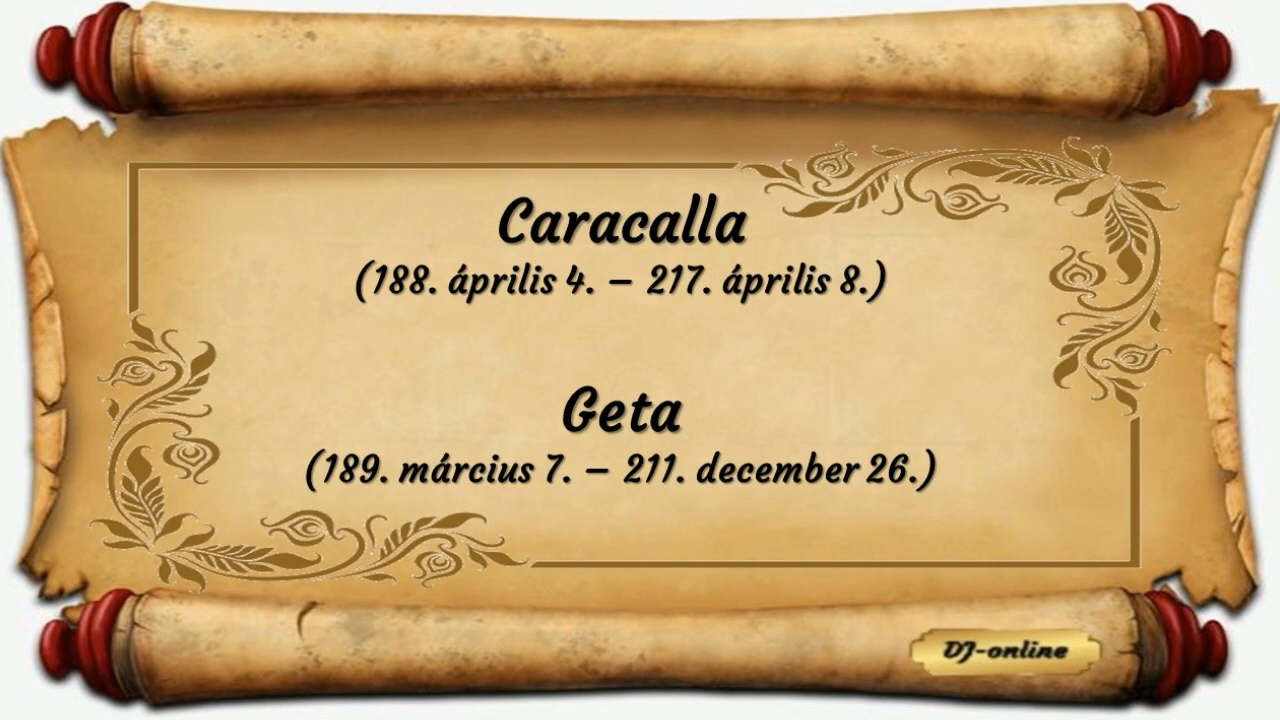 Caracalla
(188. április 4. – 217. április 8.)
Geta
(189. március 7. – 211. december 26.)
DJ-online